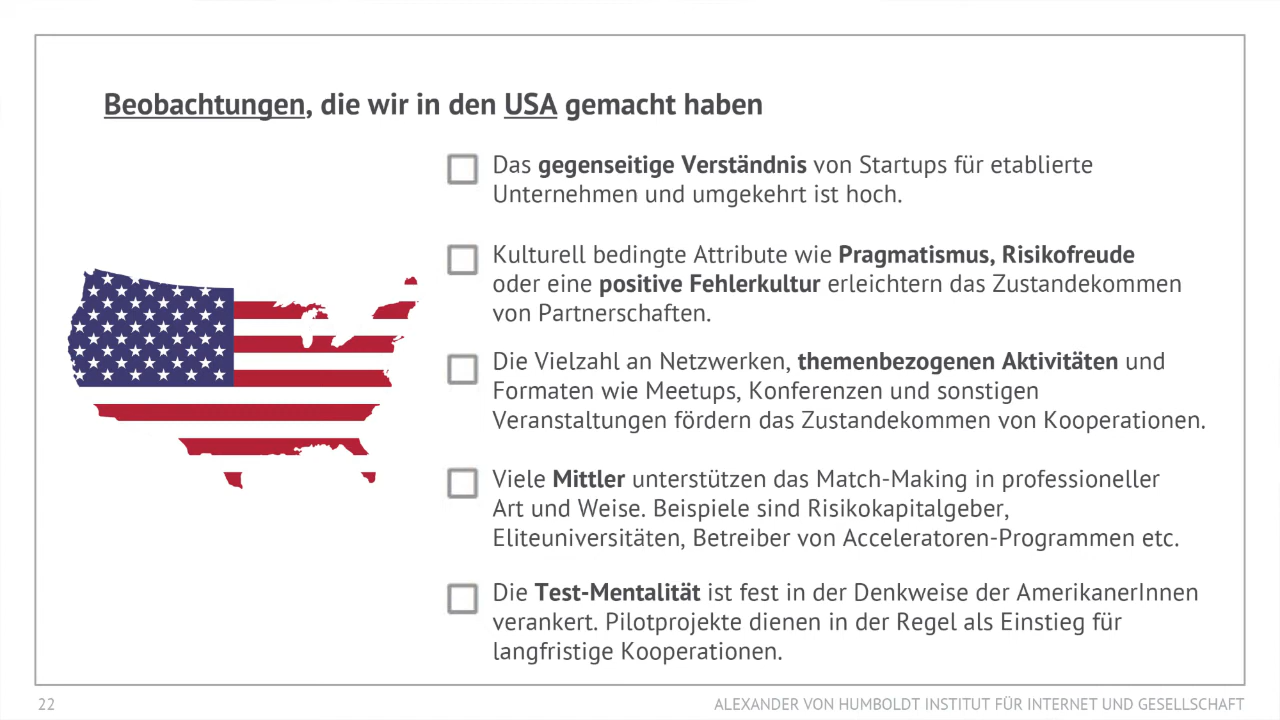 Beobachtungen, die wir in den USA gemacht haben
Das gegenseitige Verständnis von Startups für etablierte
Unternehmen und umgekehrt ist hoch.
Kulturell bedingte Attribute wie Pragmatismus, Risikofreude
oder eine positive Fehlerkultur erleichtern das Zustandekommen
von Partnerschaften.
Die Vielzahl an Netzwerken, themenbezogenen Aktivitäten und
Formaten wie Meetups, Konferenzen und sonstigen
Veranstaltungen fördern das Zustandekommen von Kooperationen.
Viele Mittler unterstützen das Match-Making in professioneller
Art und Weise. Beispiele sind Risikokapitalgeber,
Eliteuniversitäten, Betreiber von Acceleratoren-Programmen etc.
Die Test-Mentalität ist fest in der Denkweise der AmerikanerInnen
verankert. Pilotprojekte dienen in der Regel als Einstieg für
langfristige Kooperationen.
22
ALEXANDER VON HUMBOLDT INSTITUT FÜR INTERNET UND GESELLSCHAFT